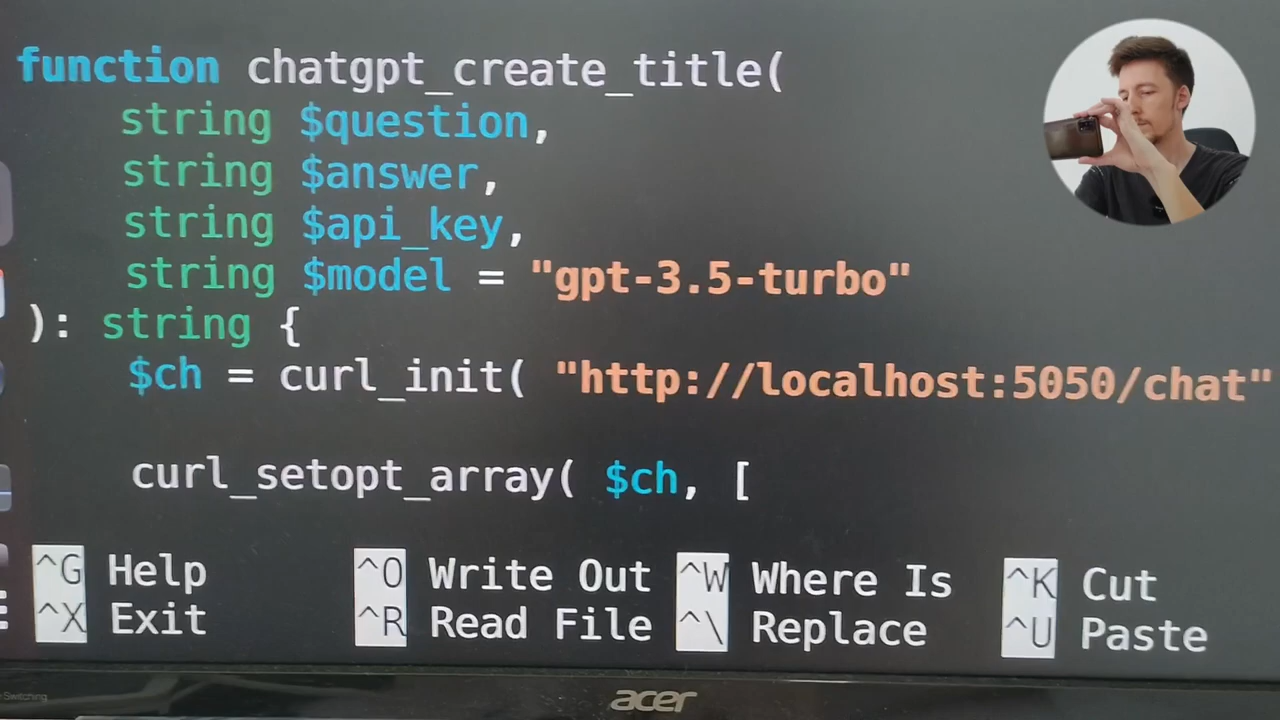 function chatgpt_create_title(
string $question,
string $answer,
string $api_key,
string $model = "gpt-3.5-turbo"
): string {
$ch = curl_init( "http://localhost:5050/chat"
curl_setopt_array( $ch, [
^G Help ^O Write Out ^W Where Is ^K Cut
^X Exit ^R Read File ^\ Replace ^U Paste
Switching
acer